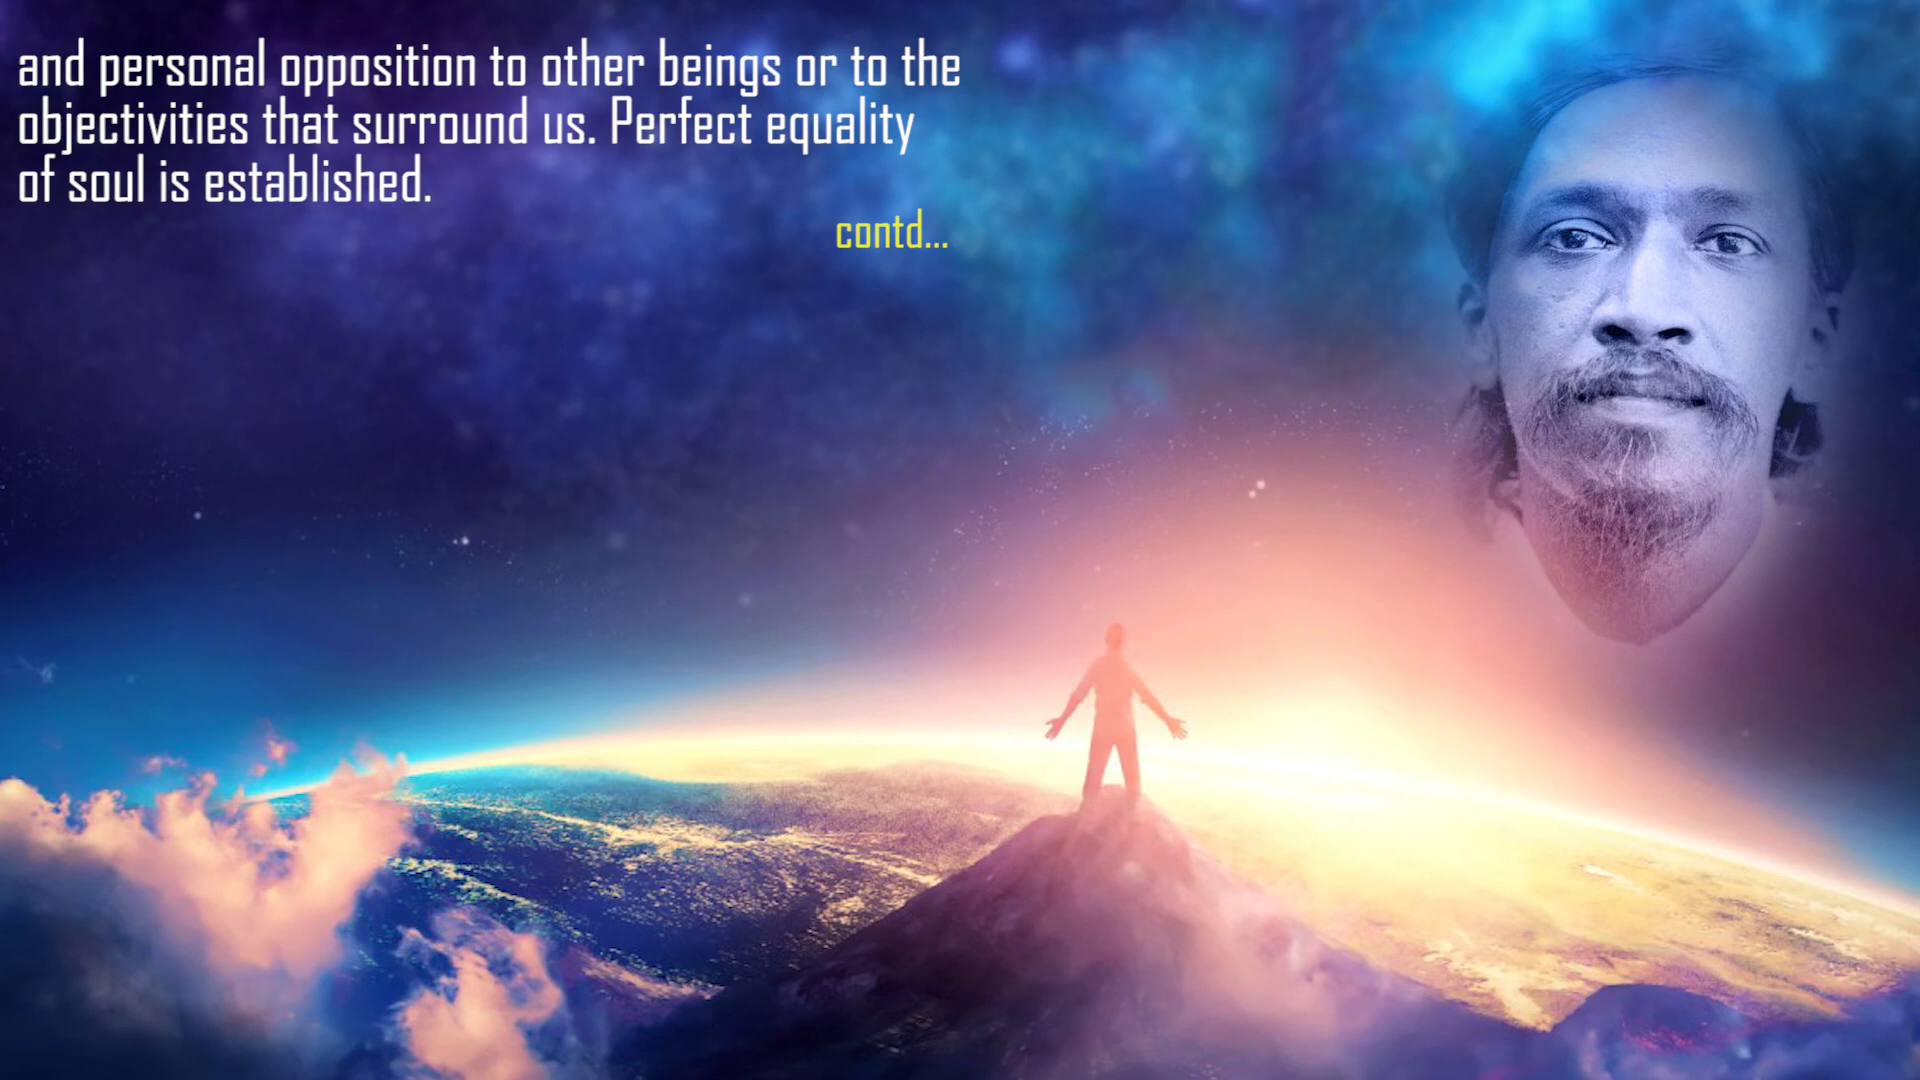 and personal opposition to other beings or to the
objectivities that surround us. Perfect equality
of soul is established.
contd...